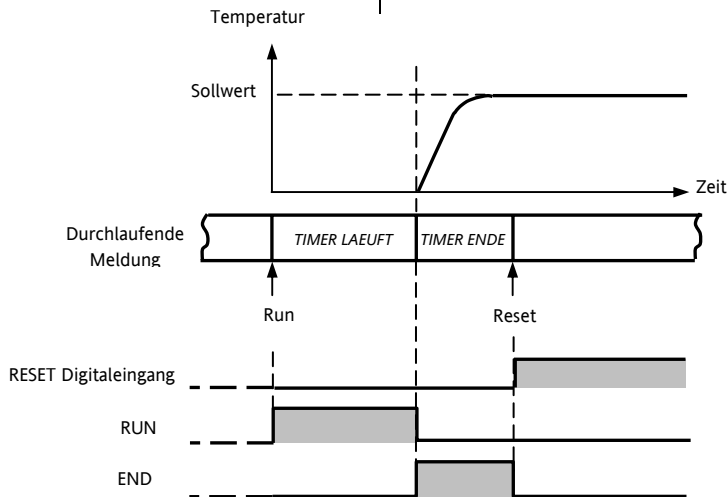 Temperatur
Sollwert
Zeit
Durchlaufende
Meldung
TIMER LAEUFT
TIMER ENDE
Run
Reset
RESET Digitaleingang
RUN
END